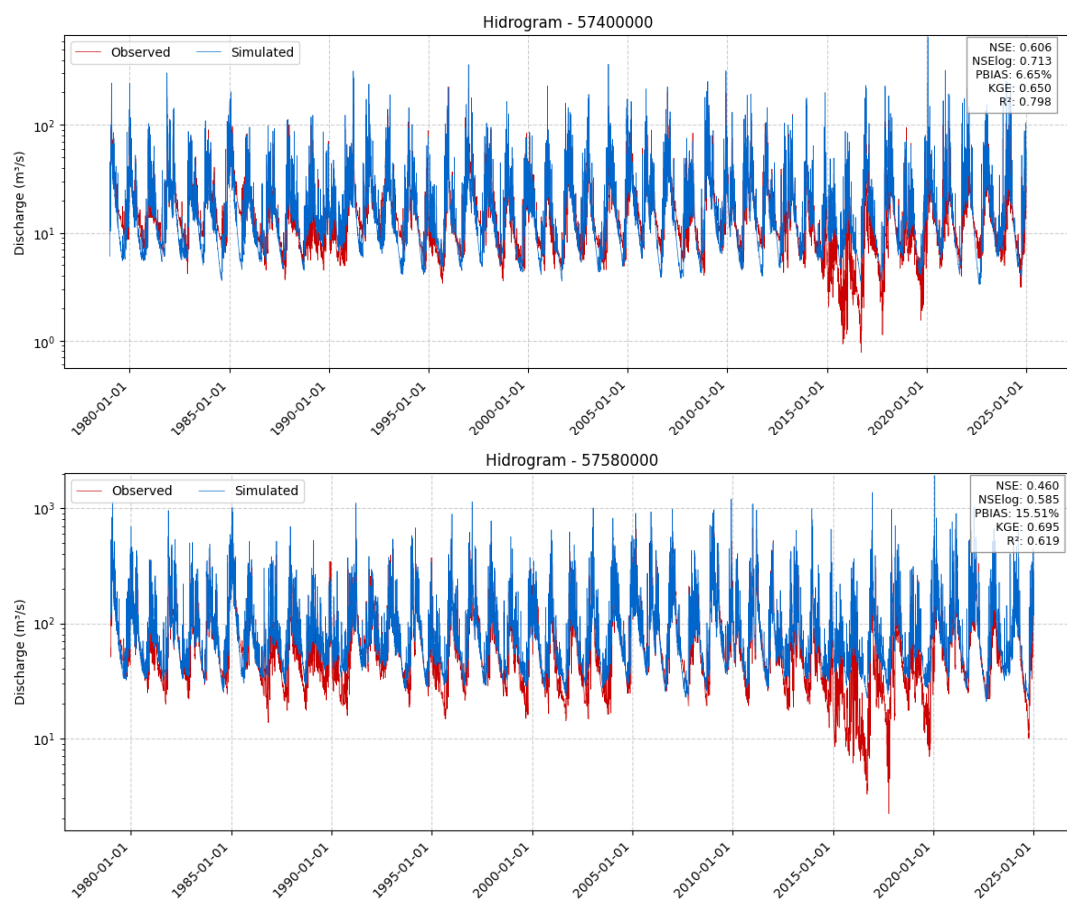 Hidrogram - 57400000
Observed
Simulated
NSE: 0.606
NSElog: 0.713
PBIAS: 6.65%
KGE: 0.650
R²: 0.798
Discharge (m³/s)
10²
10¹
10⁰
1980-01-01
1985-01-01
1990-01-01
1995-01-01
2000-01-01
2005-01-01
2010-01-01
2015-01-01
2020-01-01
2025-01-01
Hidrogram - 57580000
Observed
Simulated
NSE: 0.460
NSElog: 0.585
PBIAS: 15.51%
KGE: 0.695
R²: 0.619
Discharge (m³/s)
10³
10²
10¹
1980-01-01
1985-01-01
1990-01-01
1995-01-01
2000-01-01
2005-01-01
2010-01-01
2015-01-01
2020-01-01
2025-01-01